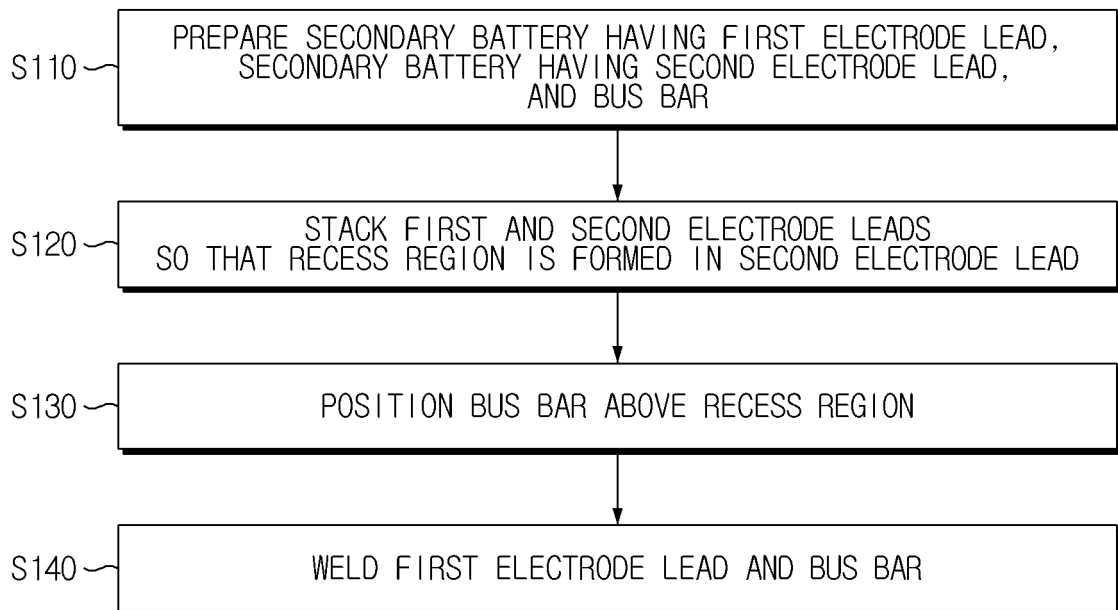 S110
PREPARE SECONDARY BATTERY HAVING FIRST ELECTRODE LEAD,
SECONDARY BATTERY HAVING SECOND ELECTRODE LEAD,
AND BUS BAR
S120
STACK FIRST AND SECOND ELECTRODE LEADS
SO THAT RECESS REGION IS FORMED IN SECOND ELECTRODE LEAD
S130
POSITION BUS BAR ABOVE RECESS REGION
S140
WELD FIRST ELECTRODE LEAD AND BUS BAR